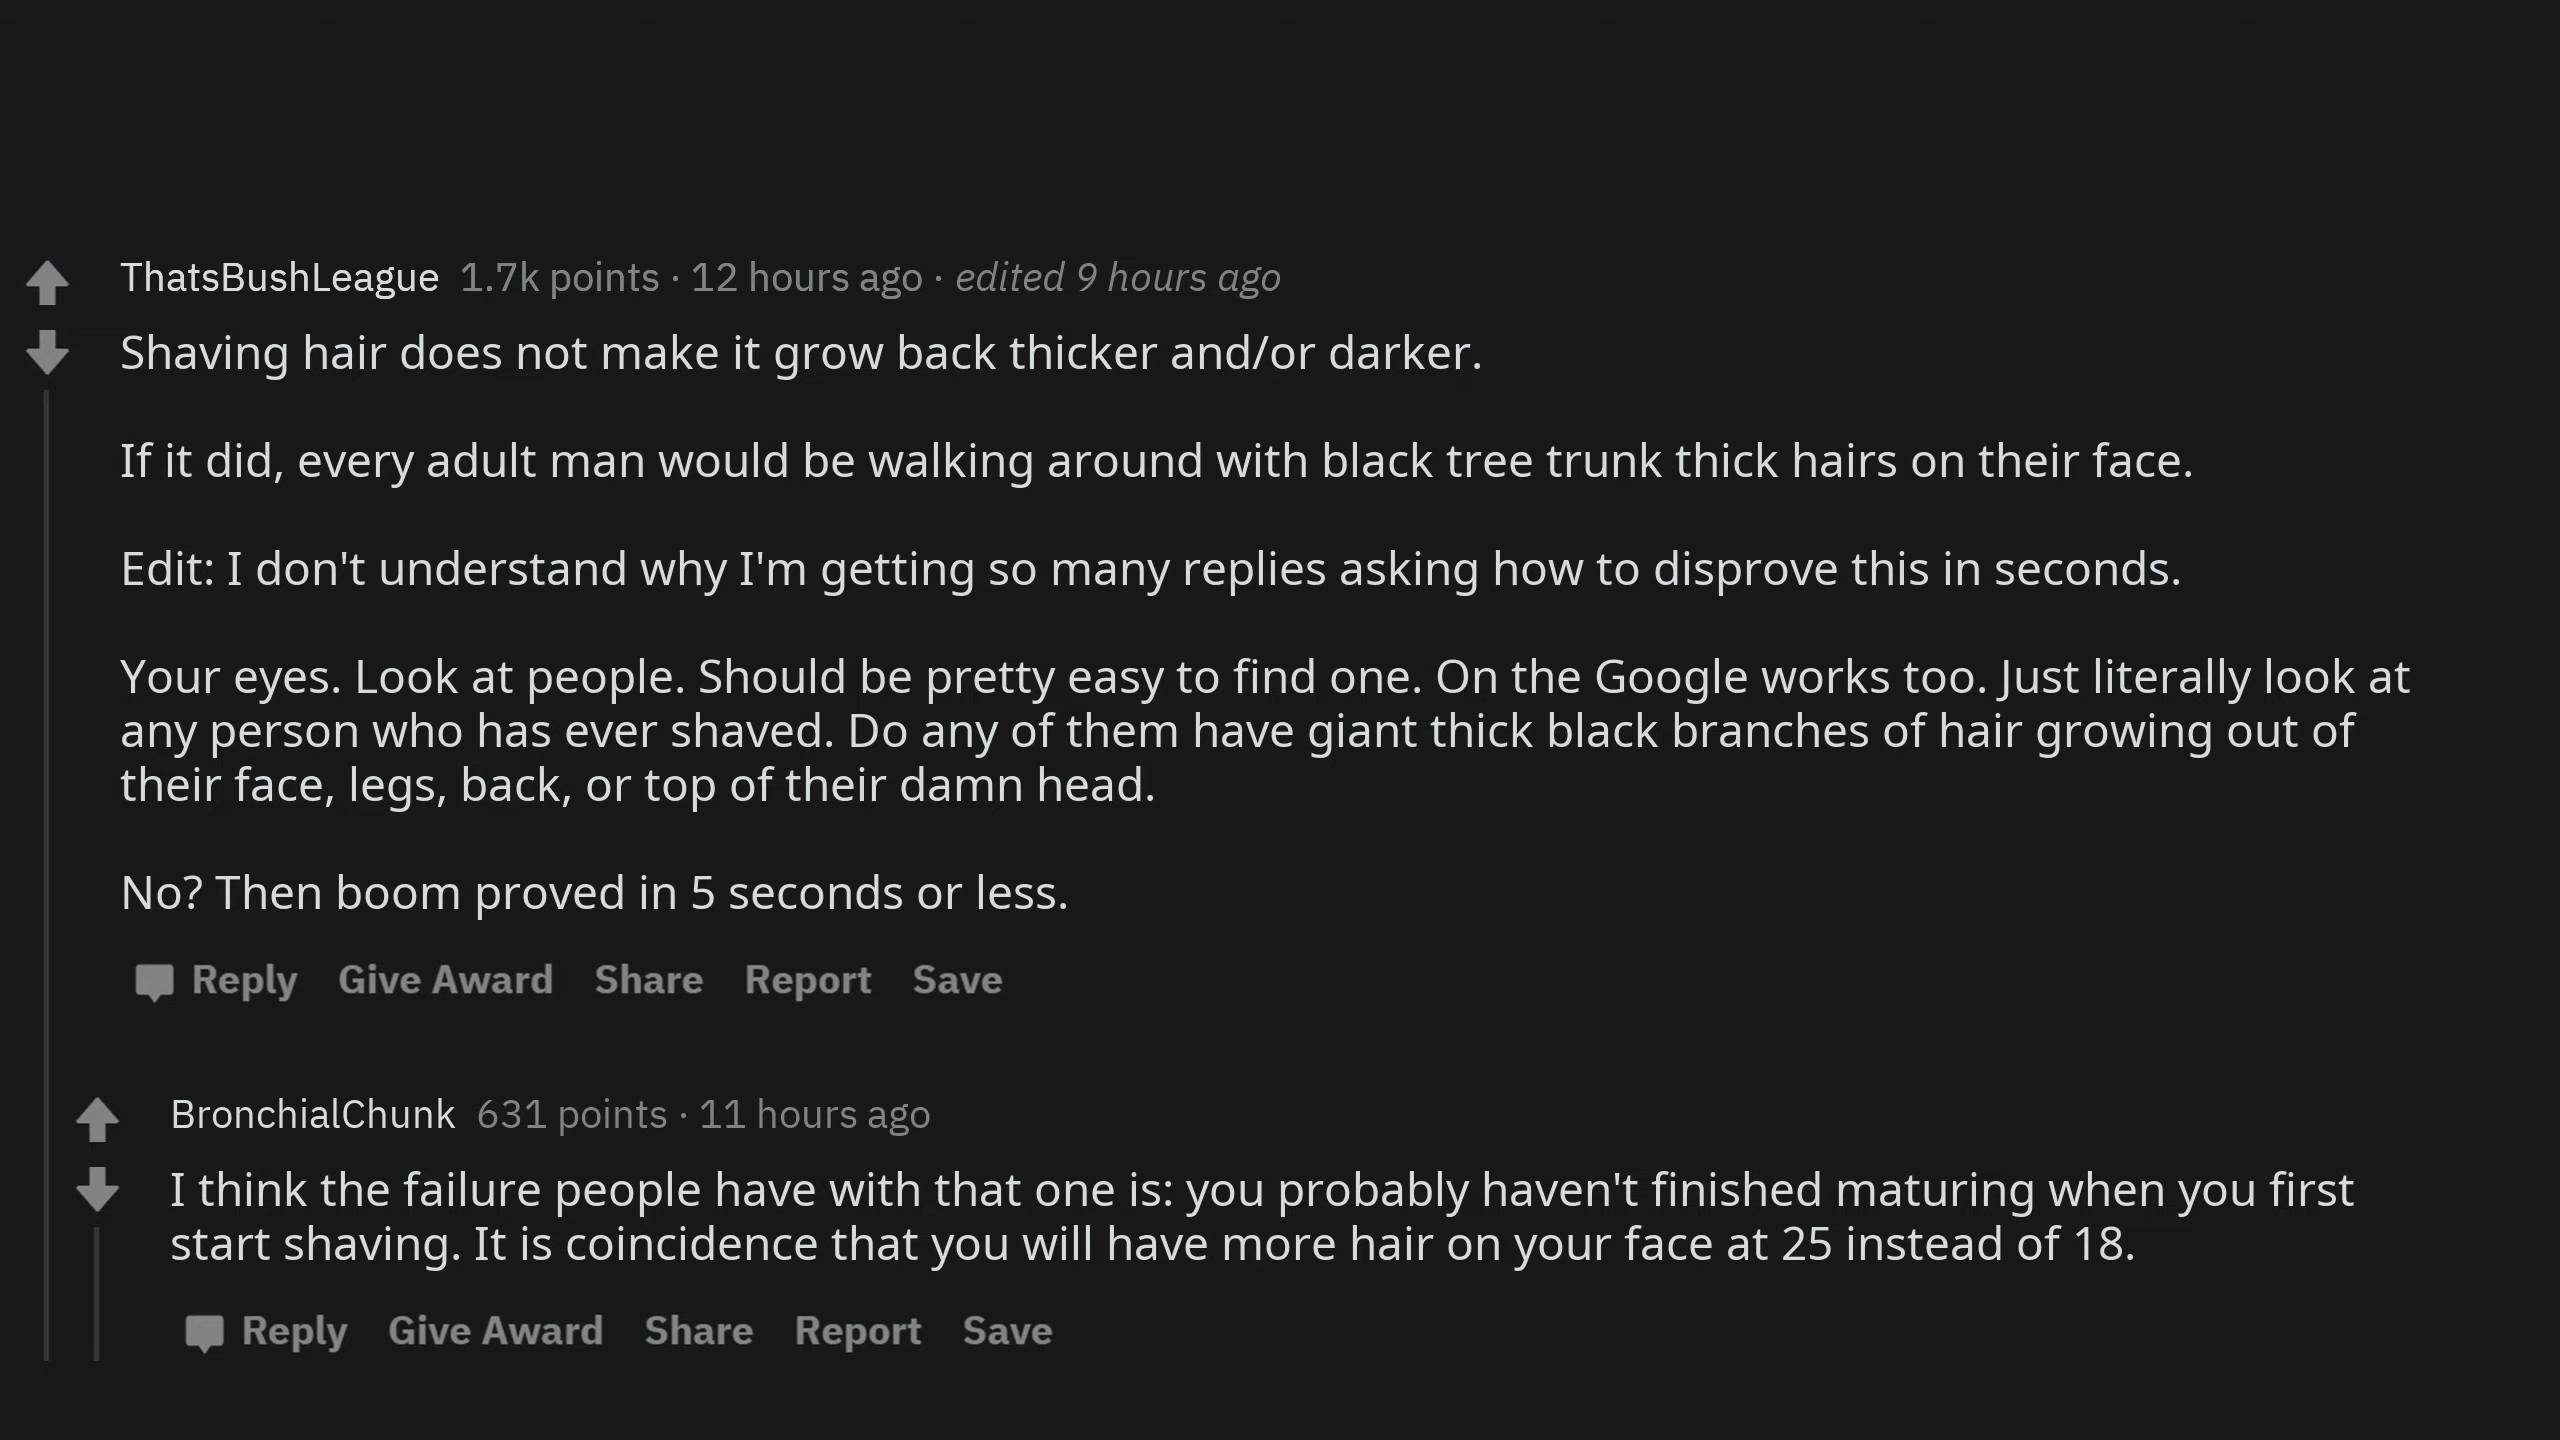 ThatsBushLeague 1.7k points · 12 hours ago · edited 9 hours ago
Shaving hair does not make it grow back thicker and/or darker.
If it did, every adult man would be walking around with black tree trunk thick hairs on their face.
Edit: I don't understand why I'm getting so many replies asking how to disprove this in seconds.
Your eyes. Look at people. Should be pretty easy to find one. On the Google works too. Just literally look at
any person who has ever shaved. Do any of them have giant thick black branches of hair growing out of
their face, legs, back, or top of their damn head.
No? Then boom proved in 5 seconds or less.
Reply Give Award Share Report Save
BronchialChunk 631 points · 11 hours ago
I think the failure people have with that one is: you probably haven't finished maturing when you first
start shaving. It is coincidence that you will have more hair on your face at 25 instead of 18.
Reply Give Award Share Report Save